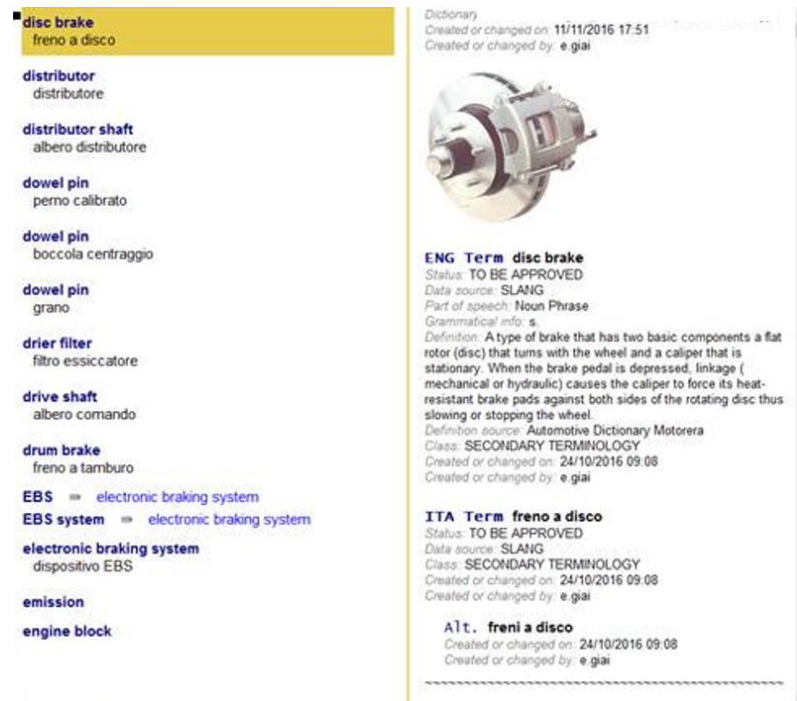 disc brake
freno a disco
distributor
distributore
distributor shaft
albero distributore
dowel pin
perno calibrato
dowel pin
boccola centraggio
dowel pin
grano
drier filter
filtro essiccatore
drive shaft
albero comando
drum brake
freno a tamburo
EBS ⇒ electronic braking system
EBS system ⇒ electronic braking system
electronic braking system
dispositivo EBS
emission
engine block
Dictionary
Created or changed on: 11/11/2016 17:51
Created or changed by: e.giai
ENG Term disc brake
Status: TO BE APPROVED
Data source: SLANG
Part of speech: Noun Phrase
Grammatical info: s.
Definition: A type of brake that has two basic components a flat
rotor (disc) that turns with the wheel and a caliper that is
stationary. When the brake pedal is depressed, linkage (
mechanical or hydraulic) causes the caliper to force its heat-
resistant brake pads against both sides of the rotating disc thus
slowing or stopping the wheel.
Definition source: Automotive Dictionary Motorera
Class: SECONDARY TERMINOLOGY
Created or changed on: 24/10/2016 09:08
Created or changed by: e.giai
ITA Term freno a disco
Status: TO BE APPROVED
Data source: SLANG
Class: SECONDARY TERMINOLOGY
Created or changed on: 24/10/2016 09:08
Created or changed by: e.giai
Alt. freni a disco
Created or changed on: 24/10/2016 09:08
Created or changed by: e.giai